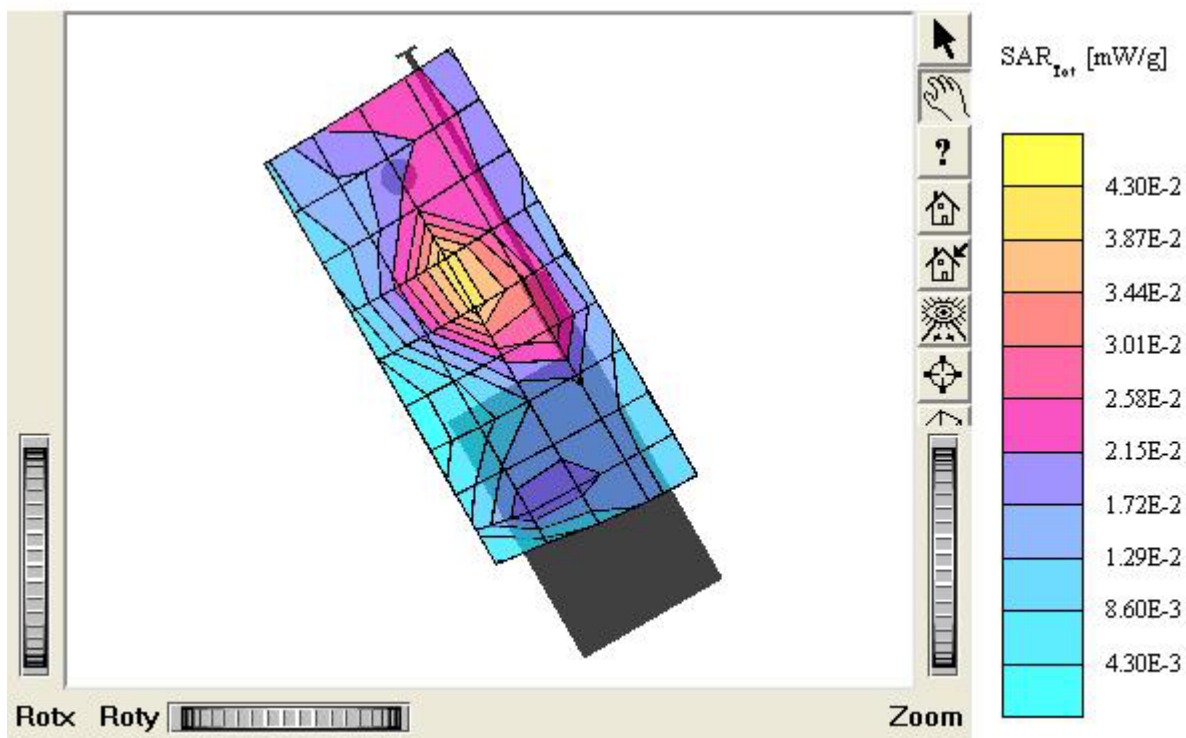 SAR_Tot [mW/g]
?
4.30E-2
3.87E-2
3.44E-2
3.01E-2
2.58E-2
2.15E-2
1.72E-2
1.29E-2
8.60E-3
4.30E-3
Rotx Roty Zoom